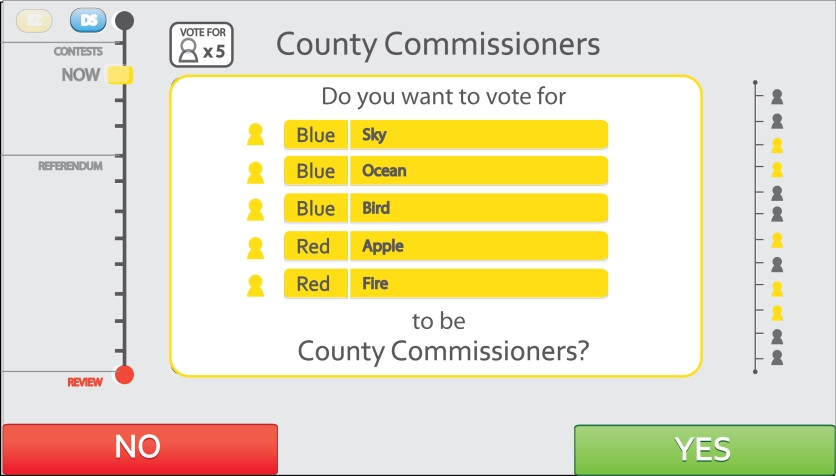 DS
VOTE FOR
x 5
County Commissioners
CONTESTS
NOW
REFERENDUM
REVIEW
Do you want to vote for
Blue Sky
Blue Ocean
Blue Bird
Red Apple
Red Fire
to be
County Commissioners?
NO
YES